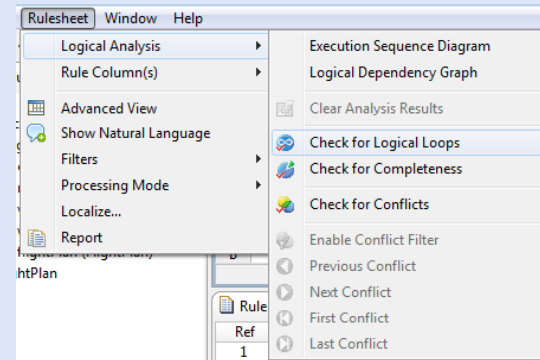 Rulesheet Window Help
Logical Analysis
Rule Column(s)
Advanced View
Show Natural Language
Filters
Processing Mode
Localize...
Report
Execution Sequence Diagram
Logical Dependency Graph
Clear Analysis Results
Check for Logical Loops
Check for Completeness
Check for Conflicts
Enable Conflict Filter
Previous Conflict
Next Conflict
First Conflict
Last Conflict
htPlan
Rule
Ref
1